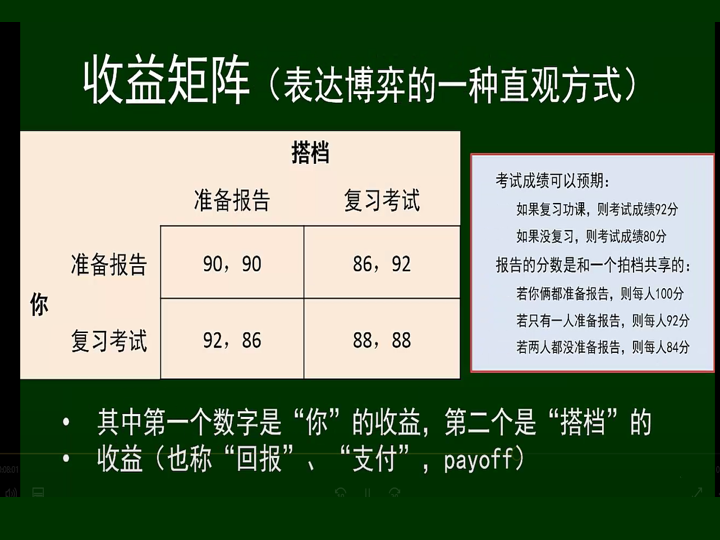 收益矩阵（表达博弈的一种直观方式）
搭档
准备报告 复习考试
准备报告 90，90 86，92
你
复习考试 92，86 88，88
考试成绩可以预期：
如果复习功课，则考试成绩92分
如果没复习，则考试成绩80分
报告的分数是和一个拍档共享的：
若你俩都准备报告，则每人100分
若只有一人准备报告，则每人92分
若两人都没准备报告，则每人84分
• 其中第一个数字是“你”的收益，第二个是“搭档”的
• 收益（也称“回报”、“支付”，payoff）